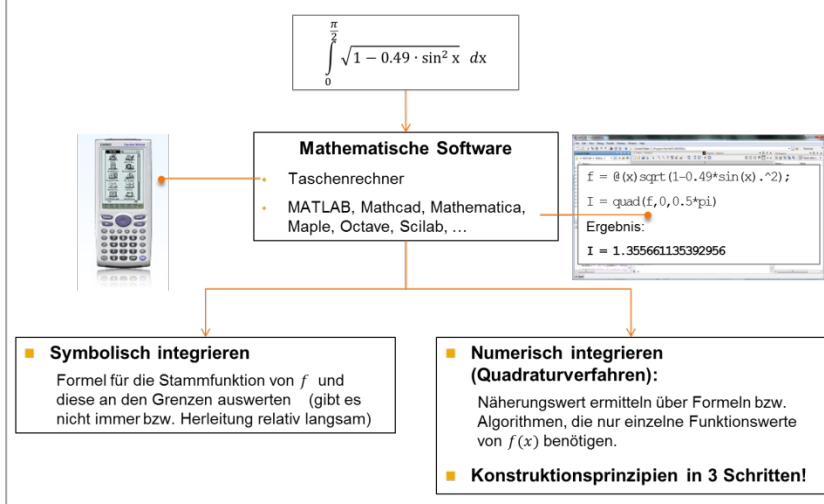 π
2
∫ √1 − 0.49 · sin² x dx
0
Mathematische Software
Taschenrechner
MATLAB, Mathcad, Mathematica,
Maple, Octave, Scilab, …
CASIO
f = @(x)sqrt(1-0.49*sin(x).^2);
I = quad(f,0,0.5*pi)
Ergebnis:
I = 1.355661135392956
Symbolisch integrieren
Formel für die Stammfunktion von f und
diese an den Grenzen auswerten (gibt es
nicht immer bzw. Herleitung relativ langsam)
Numerisch integrieren
(Quadraturverfahren):
Näherungswert ermitteln über Formeln bzw.
Algorithmen, die nur einzelne Funktionswerte
von f(x) benötigen.
Konstruktionsprinzipien in 3 Schritten!